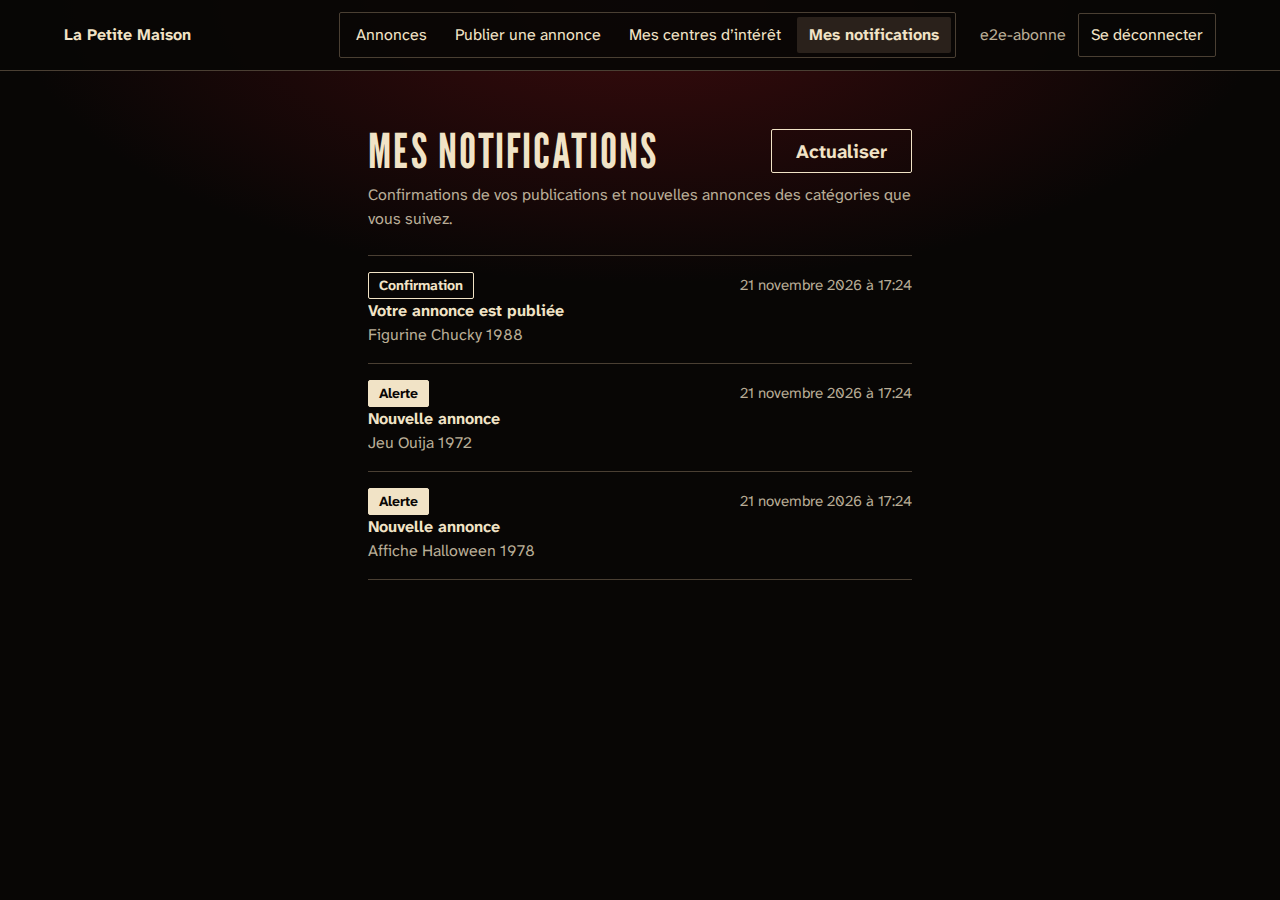 La Petite Maison
Annonces
Publier une annonce
Mes centres d’intérêt
Mes notifications
e2e-abonne
Se déconnecter
MES NOTIFICATIONS
Actualiser
Confirmations de vos publications et nouvelles annonces des catégories que
vous suivez.
Confirmation
21 novembre 2026 à 17:24
Votre annonce est publiée
Figurine Chucky 1988
Alerte
21 novembre 2026 à 17:24
Nouvelle annonce
Jeu Ouija 1972
Alerte
21 novembre 2026 à 17:24
Nouvelle annonce
Affiche Halloween 1978